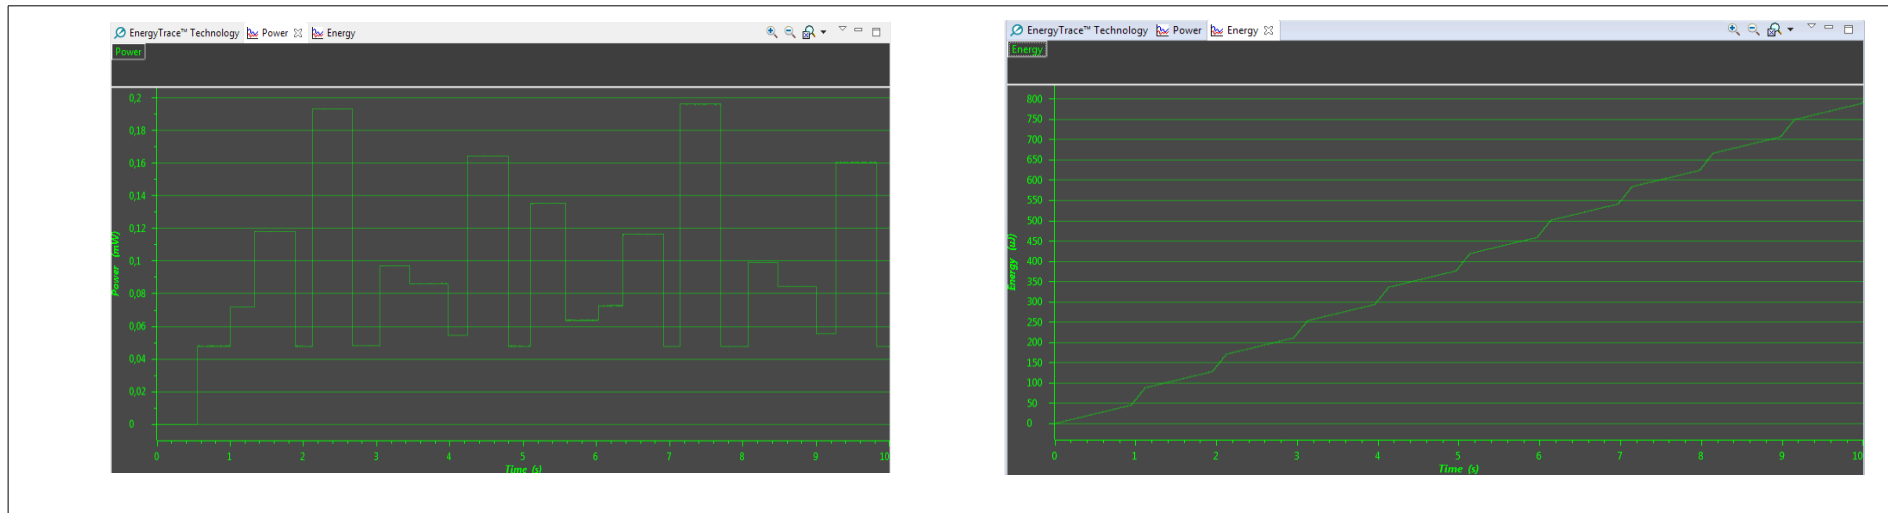 EnergyTrace™ Technology Power Energy
Power
0,2
0,18
0,16
0,14
0,12
0,1
0,08
0,06
0,04
0,02
0
Power (mW)
0 1 2 3 4 5 6 7 8 9 10
Time (s)
EnergyTrace™ Technology Power Energy
Energy
800
750
700
650
600
550
500
450
400
350
300
250
200
150
100
50
0
Energy (uJ)
0 1 2 3 4 5 6 7 8 9 10
Time (s)